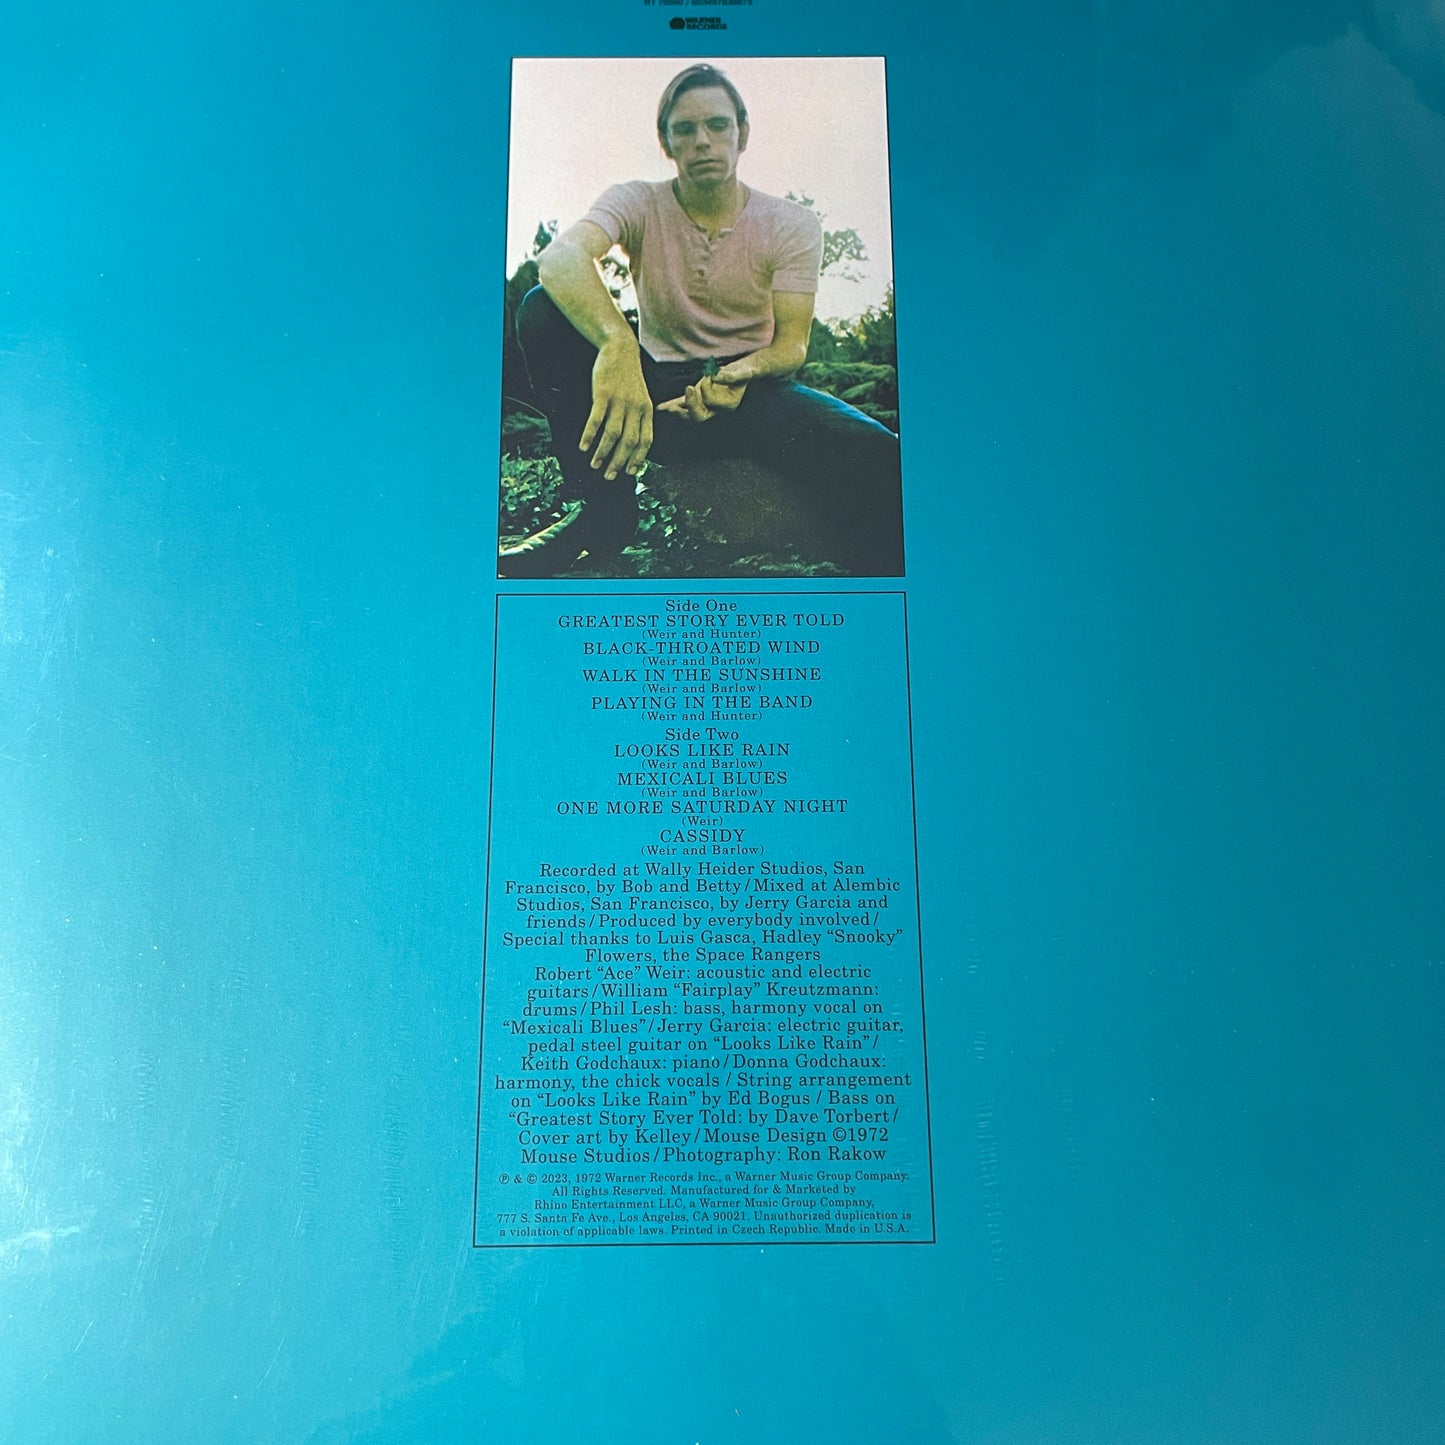 WARNER
RECORDS
Side One
GREATEST STORY EVER TOLD
(Weir and Hunter)
BLACK-THROATED WIND
(Weir and Barlow)
WALK IN THE SUNSHINE
(Weir and Barlow)
PLAYING IN THE BAND
(Weir and Hunter)
Side Two
LOOKS LIKE RAIN
(Weir and Barlow)
MEXICALI BLUES
(Weir and Barlow)
ONE MORE SATURDAY NIGHT
(Weir)
CASSIDY
(Weir and Barlow)
Recorded at Wally Heider Studios, San
Francisco, by Bob and Betty/Mixed at Alembic
Studios, San Francisco, by Jerry Garcia and
friends/Produced by everybody involved/
Special thanks to Luis Gasca, Hadley “Snooky”
Flowers, the Space Rangers
Robert “Ace” Weir: acoustic and electric
guitars/William “Fairplay” Kreutzmann:
drums/Phil Lesh: bass, harmony vocal on
“Mexicali Blues”/Jerry Garcia: electric guitar,
pedal steel guitar on “Looks Like Rain”/
Keith Godchaux: piano/Donna Godchaux:
harmony, the chick vocals / String arrangement
on “Looks Like Rain” by Ed Bogus / Bass on
“Greatest Story Ever Told: by Dave Torbert/
Cover art by Kelley/Mouse Design ©1972
Mouse Studios/Photography: Ron Rakow
℗ & © 2023, 1972 Warner Records Inc., a Warner Music Group Company.
All Rights Reserved. Manufactured for & Marketed by
Rhino Entertainment LLC, a Warner Music Group Company,
777 S. Santa Fe Ave., Los Angeles, CA 90021. Unauthorized duplication is
a violation of applicable laws. Printed in Czech Republic. Made in U.S.A.